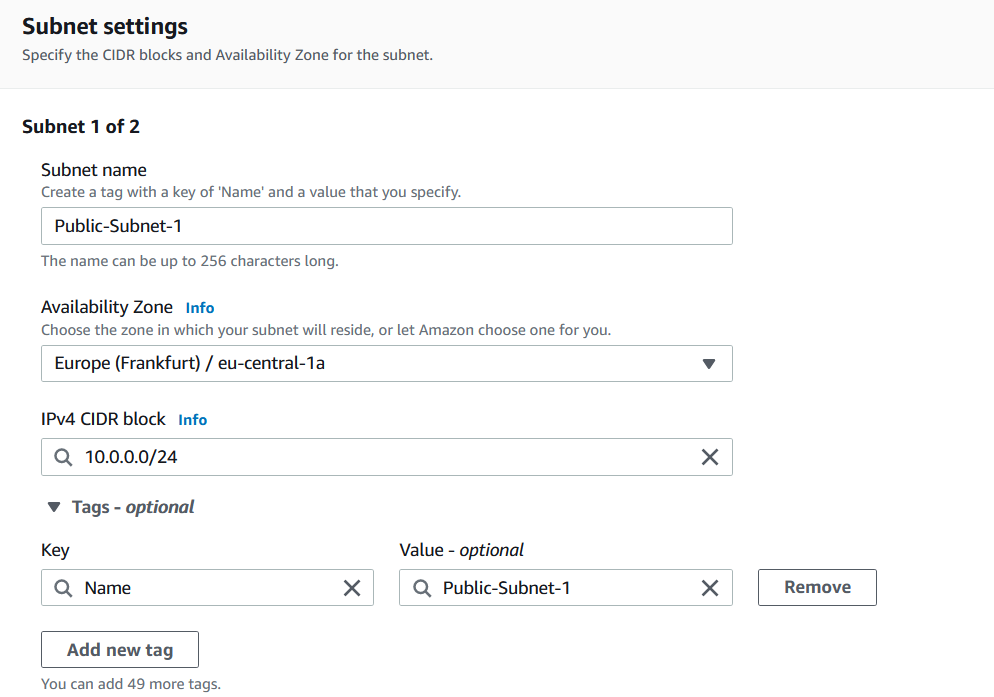 Subnet settings
Specify the CIDR blocks and Availability Zone for the subnet.
Subnet 1 of 2
Subnet name
Create a tag with a key of 'Name' and a value that you specify.
Public-Subnet-1
The name can be up to 256 characters long.
Availability Zone Info
Choose the zone in which your subnet will reside, or let Amazon choose one for you.
Europe (Frankfurt) / eu-central-1a
IPv4 CIDR block Info
10.0.0.0/24
Tags - optional
Key Value - optional
Name Public-Subnet-1 Remove
Add new tag
You can add 49 more tags.